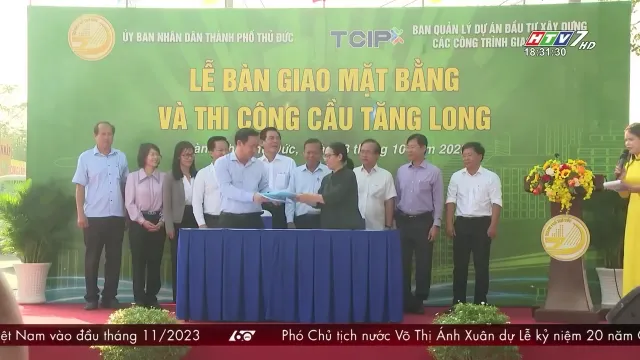 ỦY BAN NHÂN DÂN THÀNH PHỐ THỦ ĐỨC
TCIP
BAN QUẢN LÝ DỰ ÁN ĐẦU TƯ XÂY DỰNG
CÁC CÔNG TRÌNH GIA
HTV7 HD
18:31:30
LỄ BÀN GIAO MẶT BẰNG
VÀ THI CÔNG CẦU TĂNG LONG
10
iệt Nam vào đầu tháng 11/2023
60
Phó Chủ tịch nước Võ Thị Ánh Xuân dự Lễ kỷ niệm 20 năm